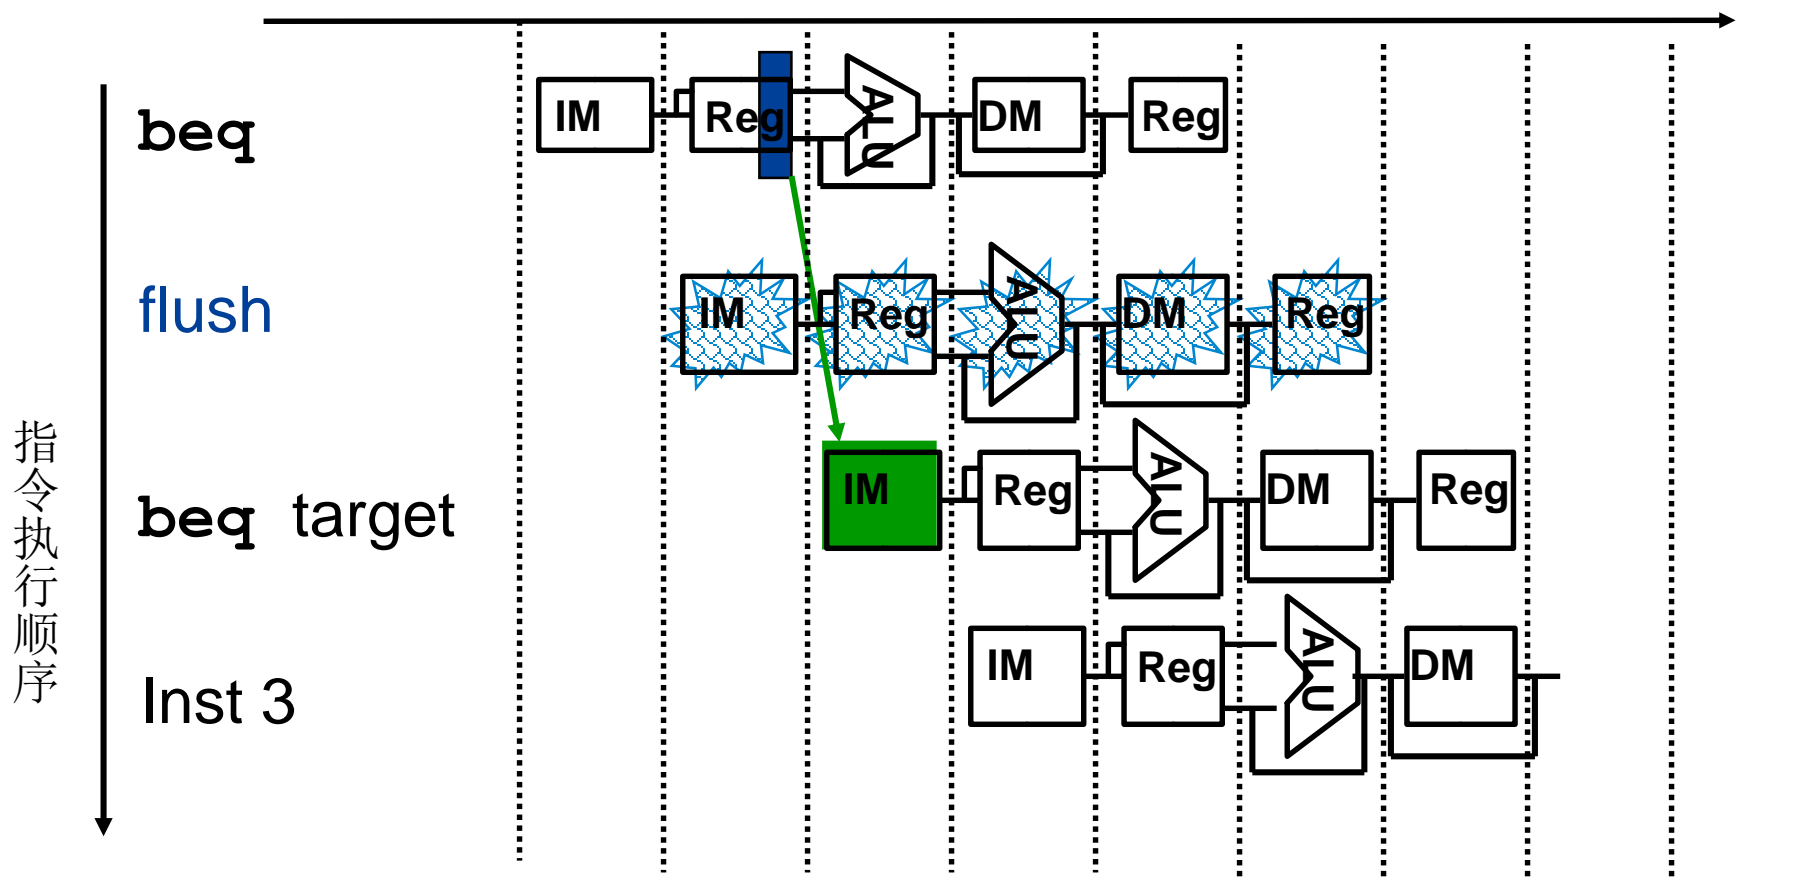 beq IM Reg ALU DM Reg
flush IM Reg ALU DM Reg
beq target IM Reg ALU DM Reg
Inst 3 IM Reg ALU DM
指令执行顺序